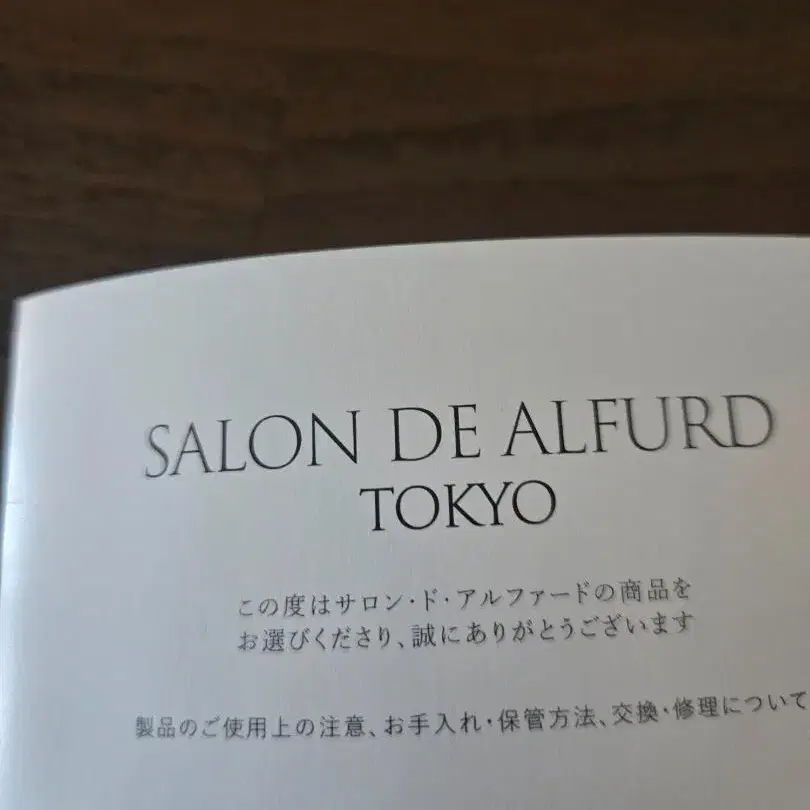 SALON DE ALFURD
TOKYO
この度はサロン・ド・アルファードの商品を
お選びくださり、誠にありがとうございます
製品のご使用上の注意、お手入れ・保管方法、交換・修理について